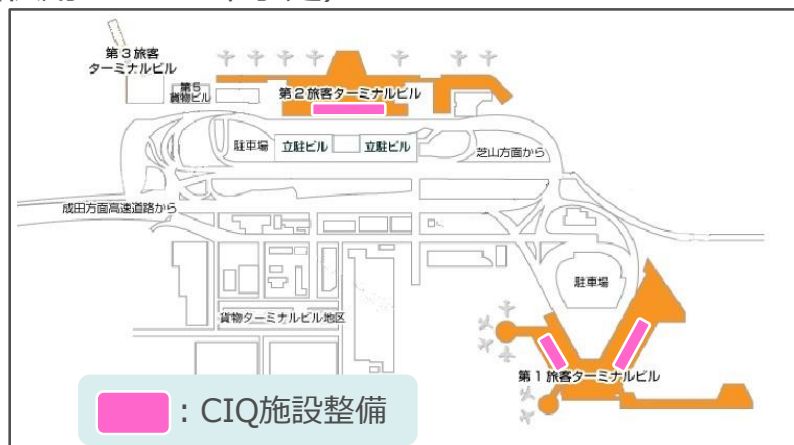 第3旅客
ターミナルビル
第5
貨物ビル
第2旅客ターミナルビル
駐車場
立駐ビル
立駐ビル
芝山方面から
成田方面高速道路から
駐車場
貨物ターミナルビル地区
第1旅客ターミナルビル
：CIQ施設整備